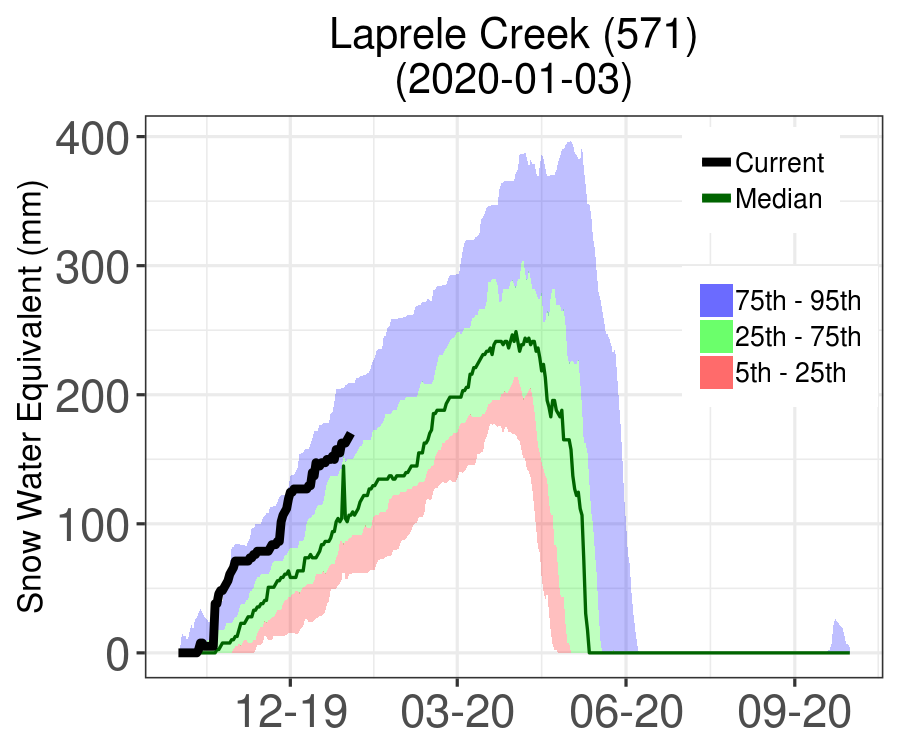 Laprele Creek (571)
(2020-01-03)
Snow Water Equivalent (mm)
400
300
200
100
0
12-19
03-20
06-20
09-20
Current
Median
75th - 95th
25th - 75th
5th - 25th